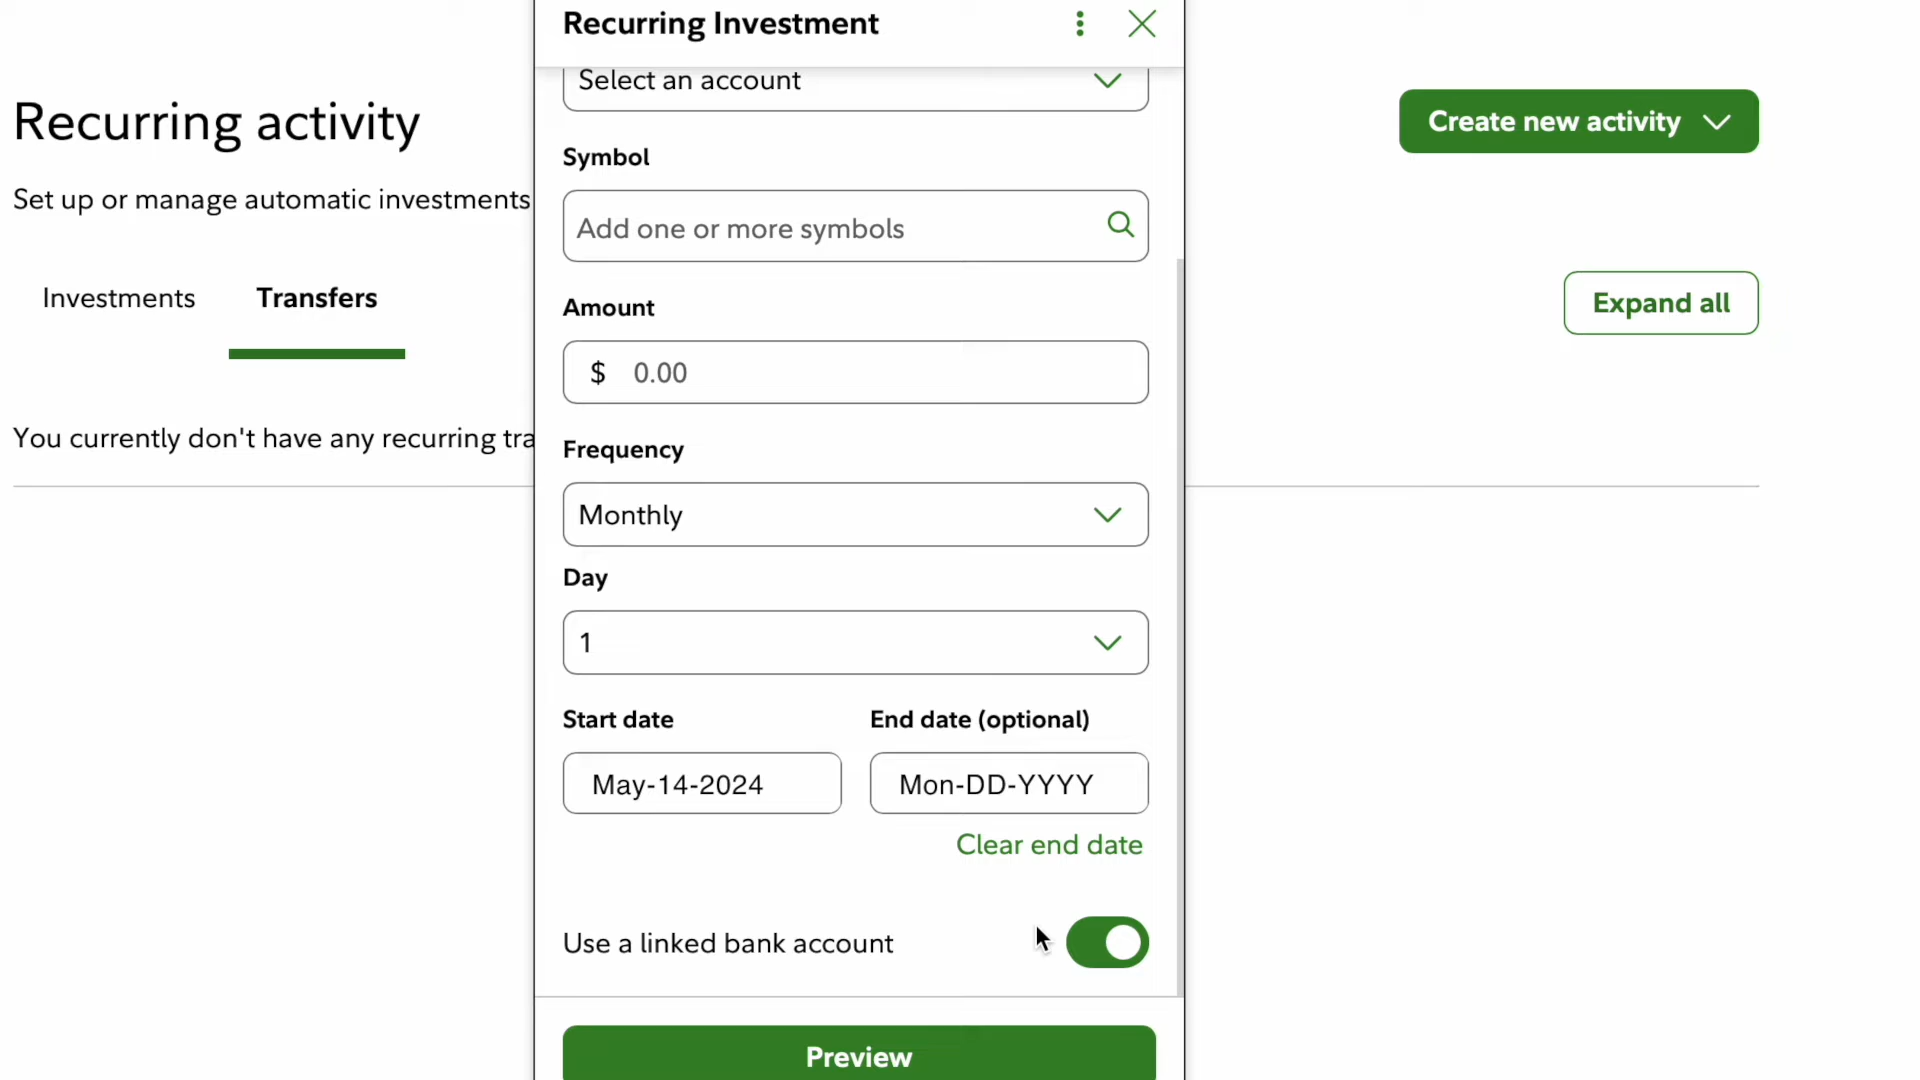 Recurring Investment
Select an account
Recurring activity
Create new activity
Set up or manage automatic investments
Symbol
Add one or more symbols
Investments
Transfers
Expand all
Amount
$ 0.00
You currently don't have any recurring tra
Frequency
Monthly
Day
1
Start date
End date (optional)
May-14-2024
Mon-DD-YYYY
Clear end date
Use a linked bank account
Preview